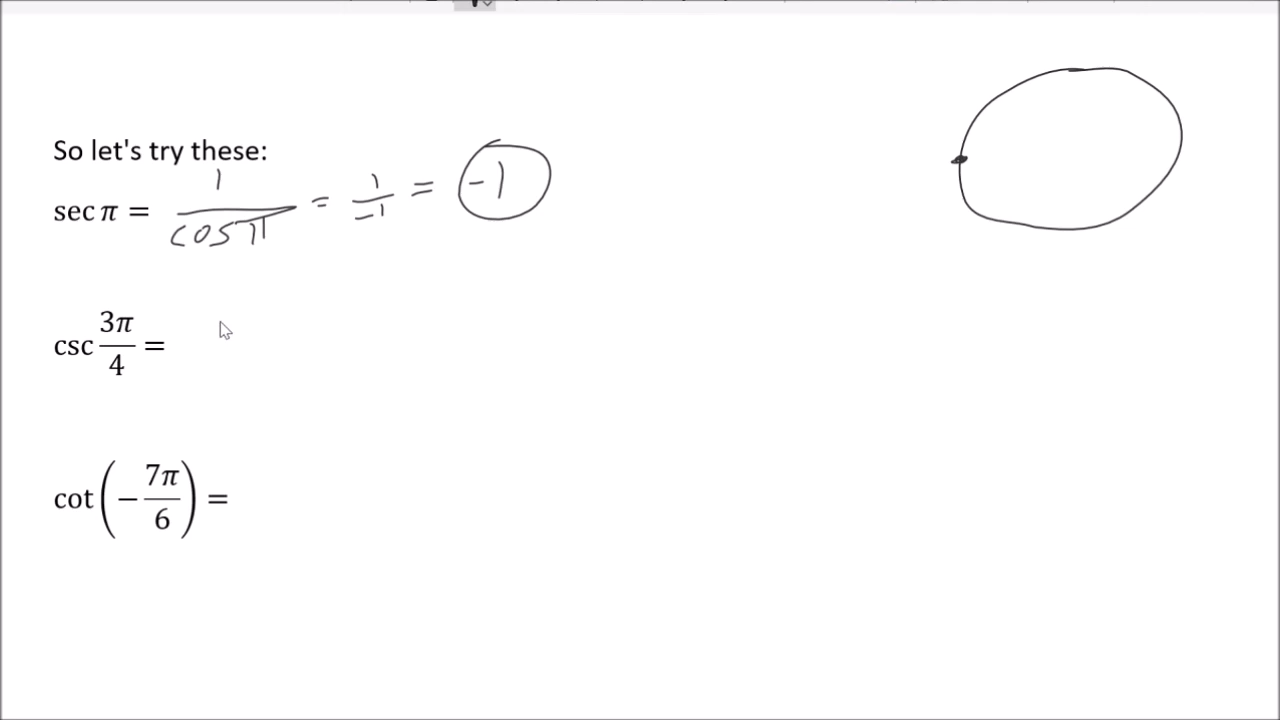 So let's try these:
sec π = 1/cos π = 1/-1 = -1
csc 3π/4 =
cot(-7π/6) =